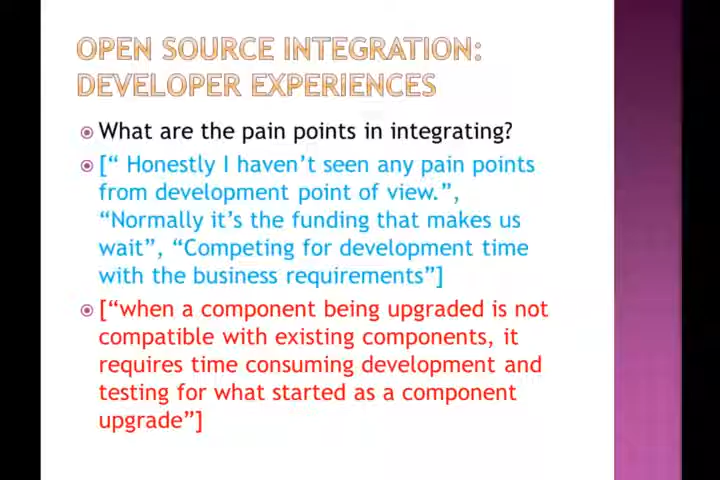 OPEN SOURCE INTEGRATION:
DEVELOPER EXPERIENCES
What are the pain points in integrating?
[“ Honestly I haven’t seen any pain points
from development point of view.”,
“Normally it’s the funding that makes us
wait”, “Competing for development time
with the business requirements”]
[“when a component being upgraded is not
compatible with existing components, it
requires time consuming development and
testing for what started as a component
upgrade”]